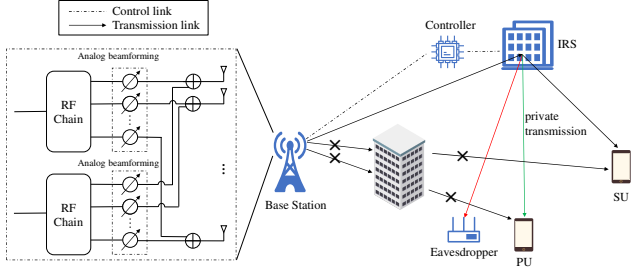 Control link
Transmission link
Controller
IRS
Analog beamforming
RF
Chain
private
transmission
Analog beamforming
RF
Chain
Base Station
SU
Eavesdropper
PU